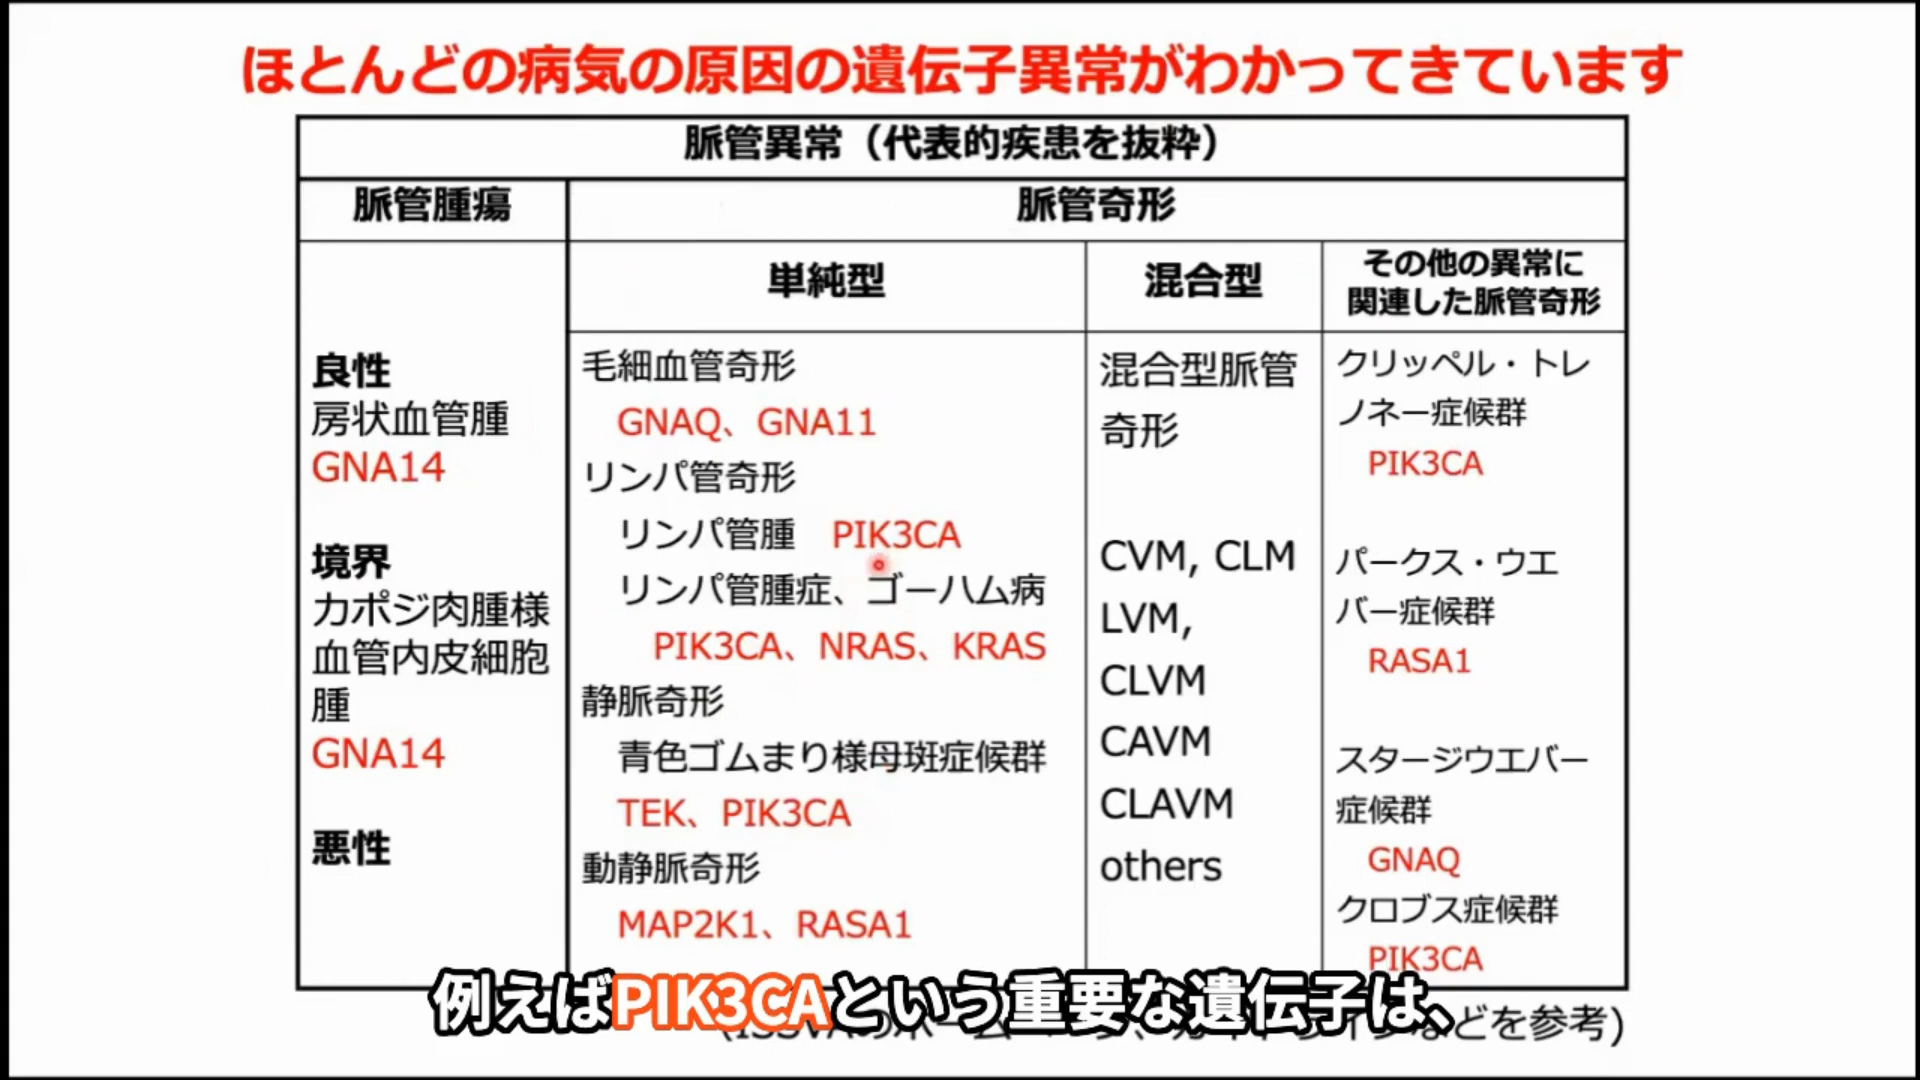 ほとんどの病気の原因の遺伝子異常がわかってきています
脈管異常（代表的疾患を抜粋）
脈管腫瘍
脈管奇形
単純型
混合型
その他の異常に
関連した脈管奇形
良性
房状血管腫
GNA14
境界
カポジ肉腫様
血管内皮細胞
腫
GNA14
悪性
毛細血管奇形
GNAQ、GNA11
リンパ管奇形
リンパ管腫 PIK3CA
リンパ管腫症、ゴーハム病
PIK3CA、NRAS、KRAS
静脈奇形
青色ゴムまり様母斑症候群
TEK、PIK3CA
動静脈奇形
MAP2K1、RASA1
混合型脈管
奇形
CVM, CLM
LVM,
CLVM
CAVM
CLAVM
others
クリッペル・トレ
ノネー症候群
PIK3CA
パークス・ウエ
バー症候群
RASA1
スタージウエバー
症候群
GNAQ
クロブス症候群
PIK3CA
例えばPIK3CAという重要な遺伝子は、
などを参考)